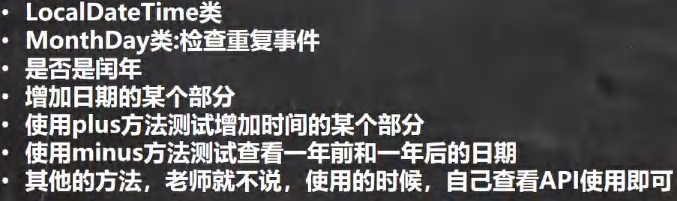 • LocalDateTime类
• MonthDay类:检查重复事件
• 是否是闰年
• 增加日期的某个部分
• 使用plus方法测试增加时间的某个部分
• 使用minus方法测试查看一年前和一年后的日期
• 其他的方法，老师就不说，使用的时候，自己查看API使用即可